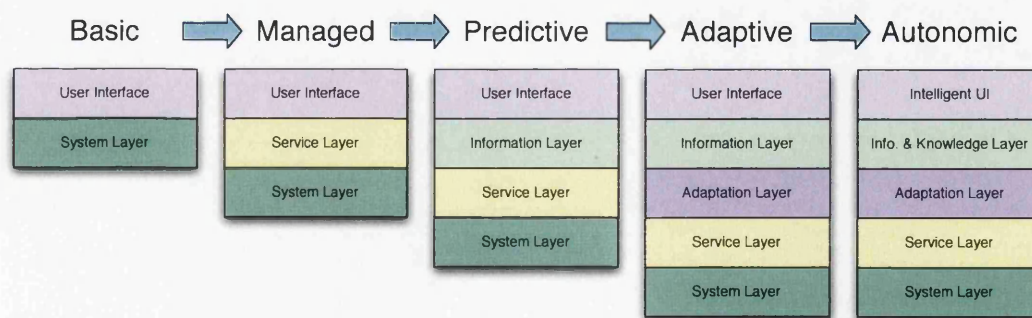 Basic
Managed
Predictive
Adaptive
Autonomic
User Interface
System Layer
User Interface
Service Layer
System Layer
User Interface
Information Layer
Service Layer
System Layer
User Interface
Information Layer
Adaptation Layer
Service Layer
System Layer
Intelligent UI
Info. & Knowledge Layer
Adaptation Layer
Service Layer
System Layer